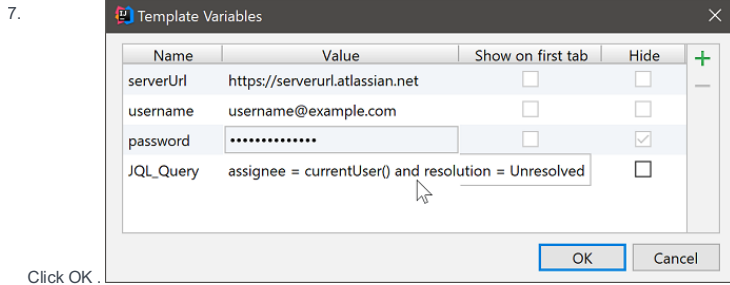 7.
Template Variables
Name Value Show on first tab Hide
serverUrl https://serverurl.atlassian.net
username username@example.com
password ••••••••••••••
JQL_Query assignee = currentUser() and resolution = Unresolved
OK Cancel
Click OK .